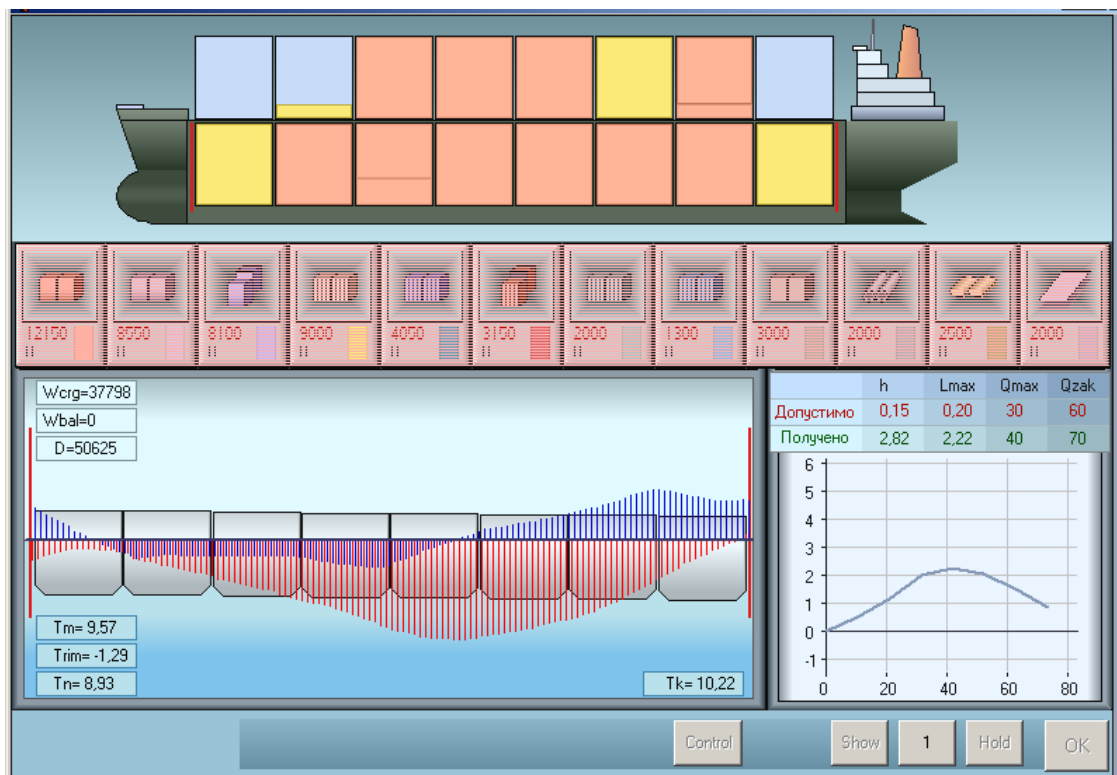 12150 8550 8100 9000 4050 3150 2000 1300 3000 2000 2500 2000
Wcrg=37798
Wbal=0
D=50625
Tm= 9,57
Trim= -1,29
Tn= 8,93
Tk= 10,22
h Lmax Qmax Qzak
Допустимо 0,15 0,20 30 60
Получено 2,82 2,22 40 70
6
5
4
3
2
1
0
-1
0 20 40 60 80
Control
Show
1
Hold
OK